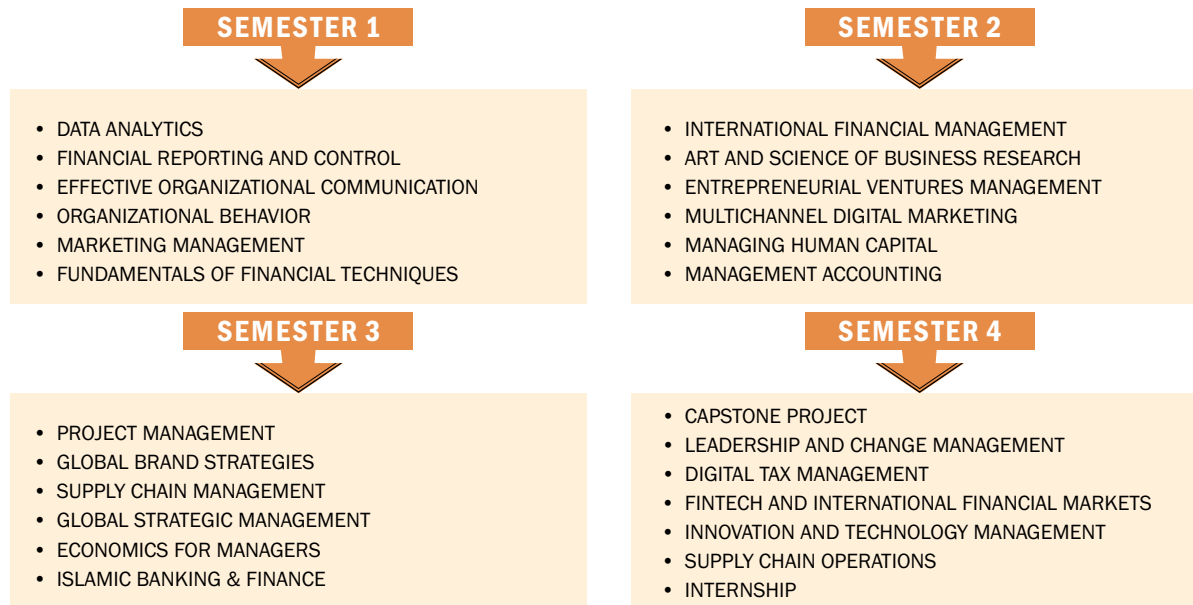 SEMESTER 1
• DATA ANALYTICS
• FINANCIAL REPORTING AND CONTROL
• EFFECTIVE ORGANIZATIONAL COMMUNICATION
• ORGANIZATIONAL BEHAVIOR
• MARKETING MANAGEMENT
• FUNDAMENTALS OF FINANCIAL TECHNIQUES
SEMESTER 2
• INTERNATIONAL FINANCIAL MANAGEMENT
• ART AND SCIENCE OF BUSINESS RESEARCH
• ENTREPRENEURIAL VENTURES MANAGEMENT
• MULTICHANNEL DIGITAL MARKETING
• MANAGING HUMAN CAPITAL
• MANAGEMENT ACCOUNTING
SEMESTER 3
• PROJECT MANAGEMENT
• GLOBAL BRAND STRATEGIES
• SUPPLY CHAIN MANAGEMENT
• GLOBAL STRATEGIC MANAGEMENT
• ECONOMICS FOR MANAGERS
• ISLAMIC BANKING & FINANCE
SEMESTER 4
• CAPSTONE PROJECT
• LEADERSHIP AND CHANGE MANAGEMENT
• DIGITAL TAX MANAGEMENT
• FINTECH AND INTERNATIONAL FINANCIAL MARKETS
• INNOVATION AND TECHNOLOGY MANAGEMENT
• SUPPLY CHAIN OPERATIONS
• INTERNSHIP